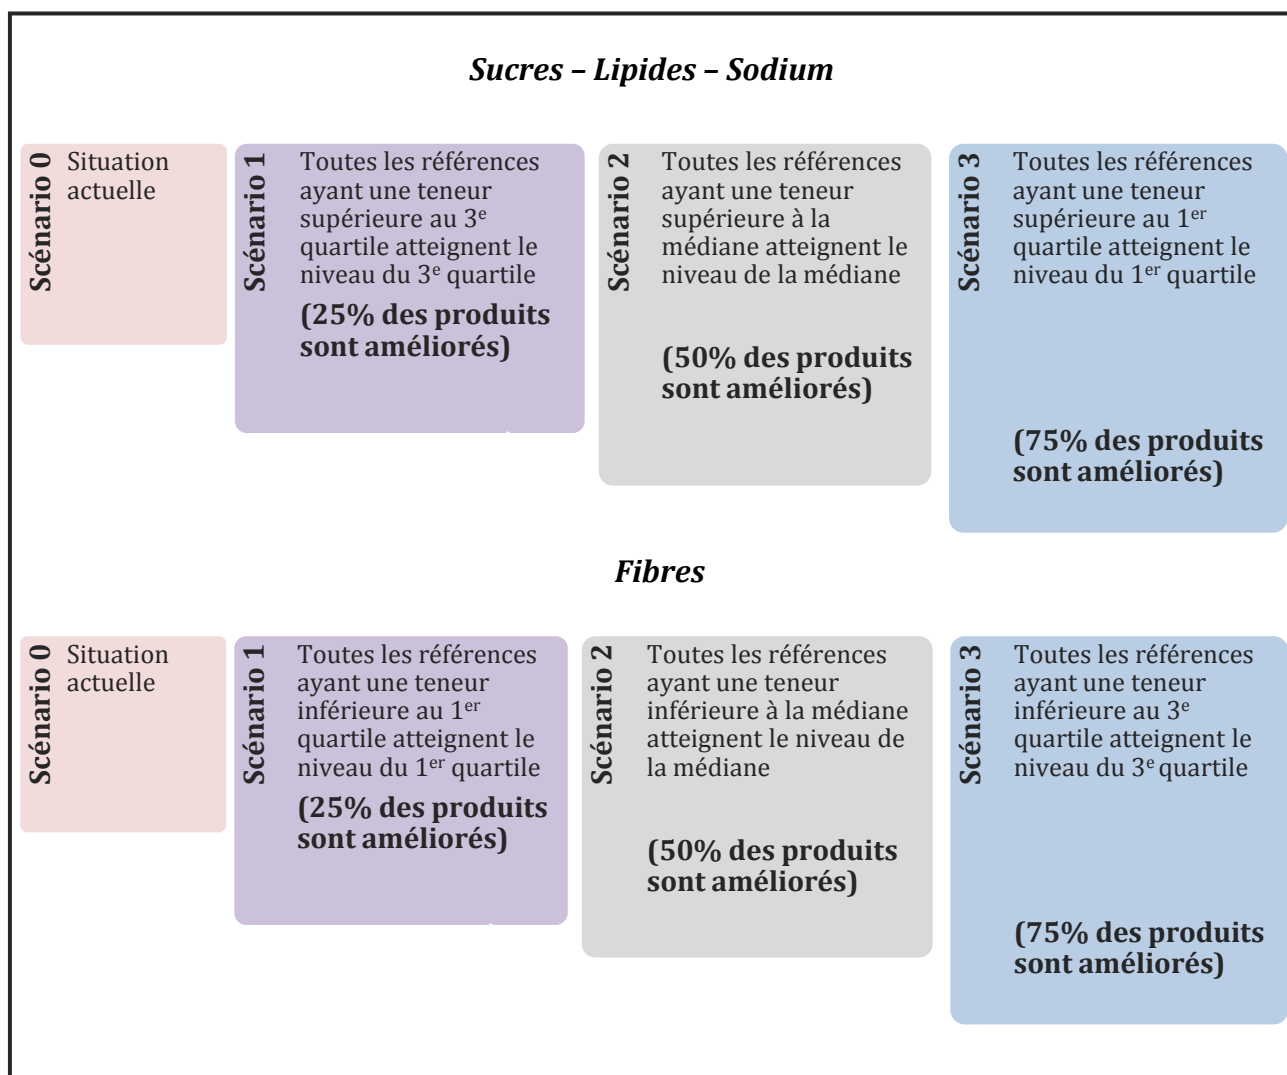 Sucres – Lipides – Sodium
Scénario 0
Situation
actuelle
Scénario 1
Toutes les références
ayant une teneur
supérieure au 3e
quartile atteignent le
niveau du 3e quartile
(25% des produits
sont améliorés)
Scénario 2
Toutes les références
ayant une teneur
supérieure à la
médiane atteignent le
niveau de la médiane
(50% des produits
sont améliorés)
Scénario 3
Toutes les références
ayant une teneur
supérieure au 1er
quartile atteignent le
niveau du 1er quartile
(75% des produits
sont améliorés)
Fibres
Scénario 0
Situation
actuelle
Scénario 1
Toutes les références
ayant une teneur
inférieure au 1er
quartile atteignent le
niveau du 1er quartile
(25% des produits
sont améliorés)
Scénario 2
Toutes les références
ayant une teneur
inférieure à la médiane
atteignent le niveau de
la médiane
(50% des produits
sont améliorés)
Scénario 3
Toutes les références
ayant une teneur
inférieure au 3e
quartile atteignent le
niveau du 3e quartile
(75% des produits
sont améliorés)